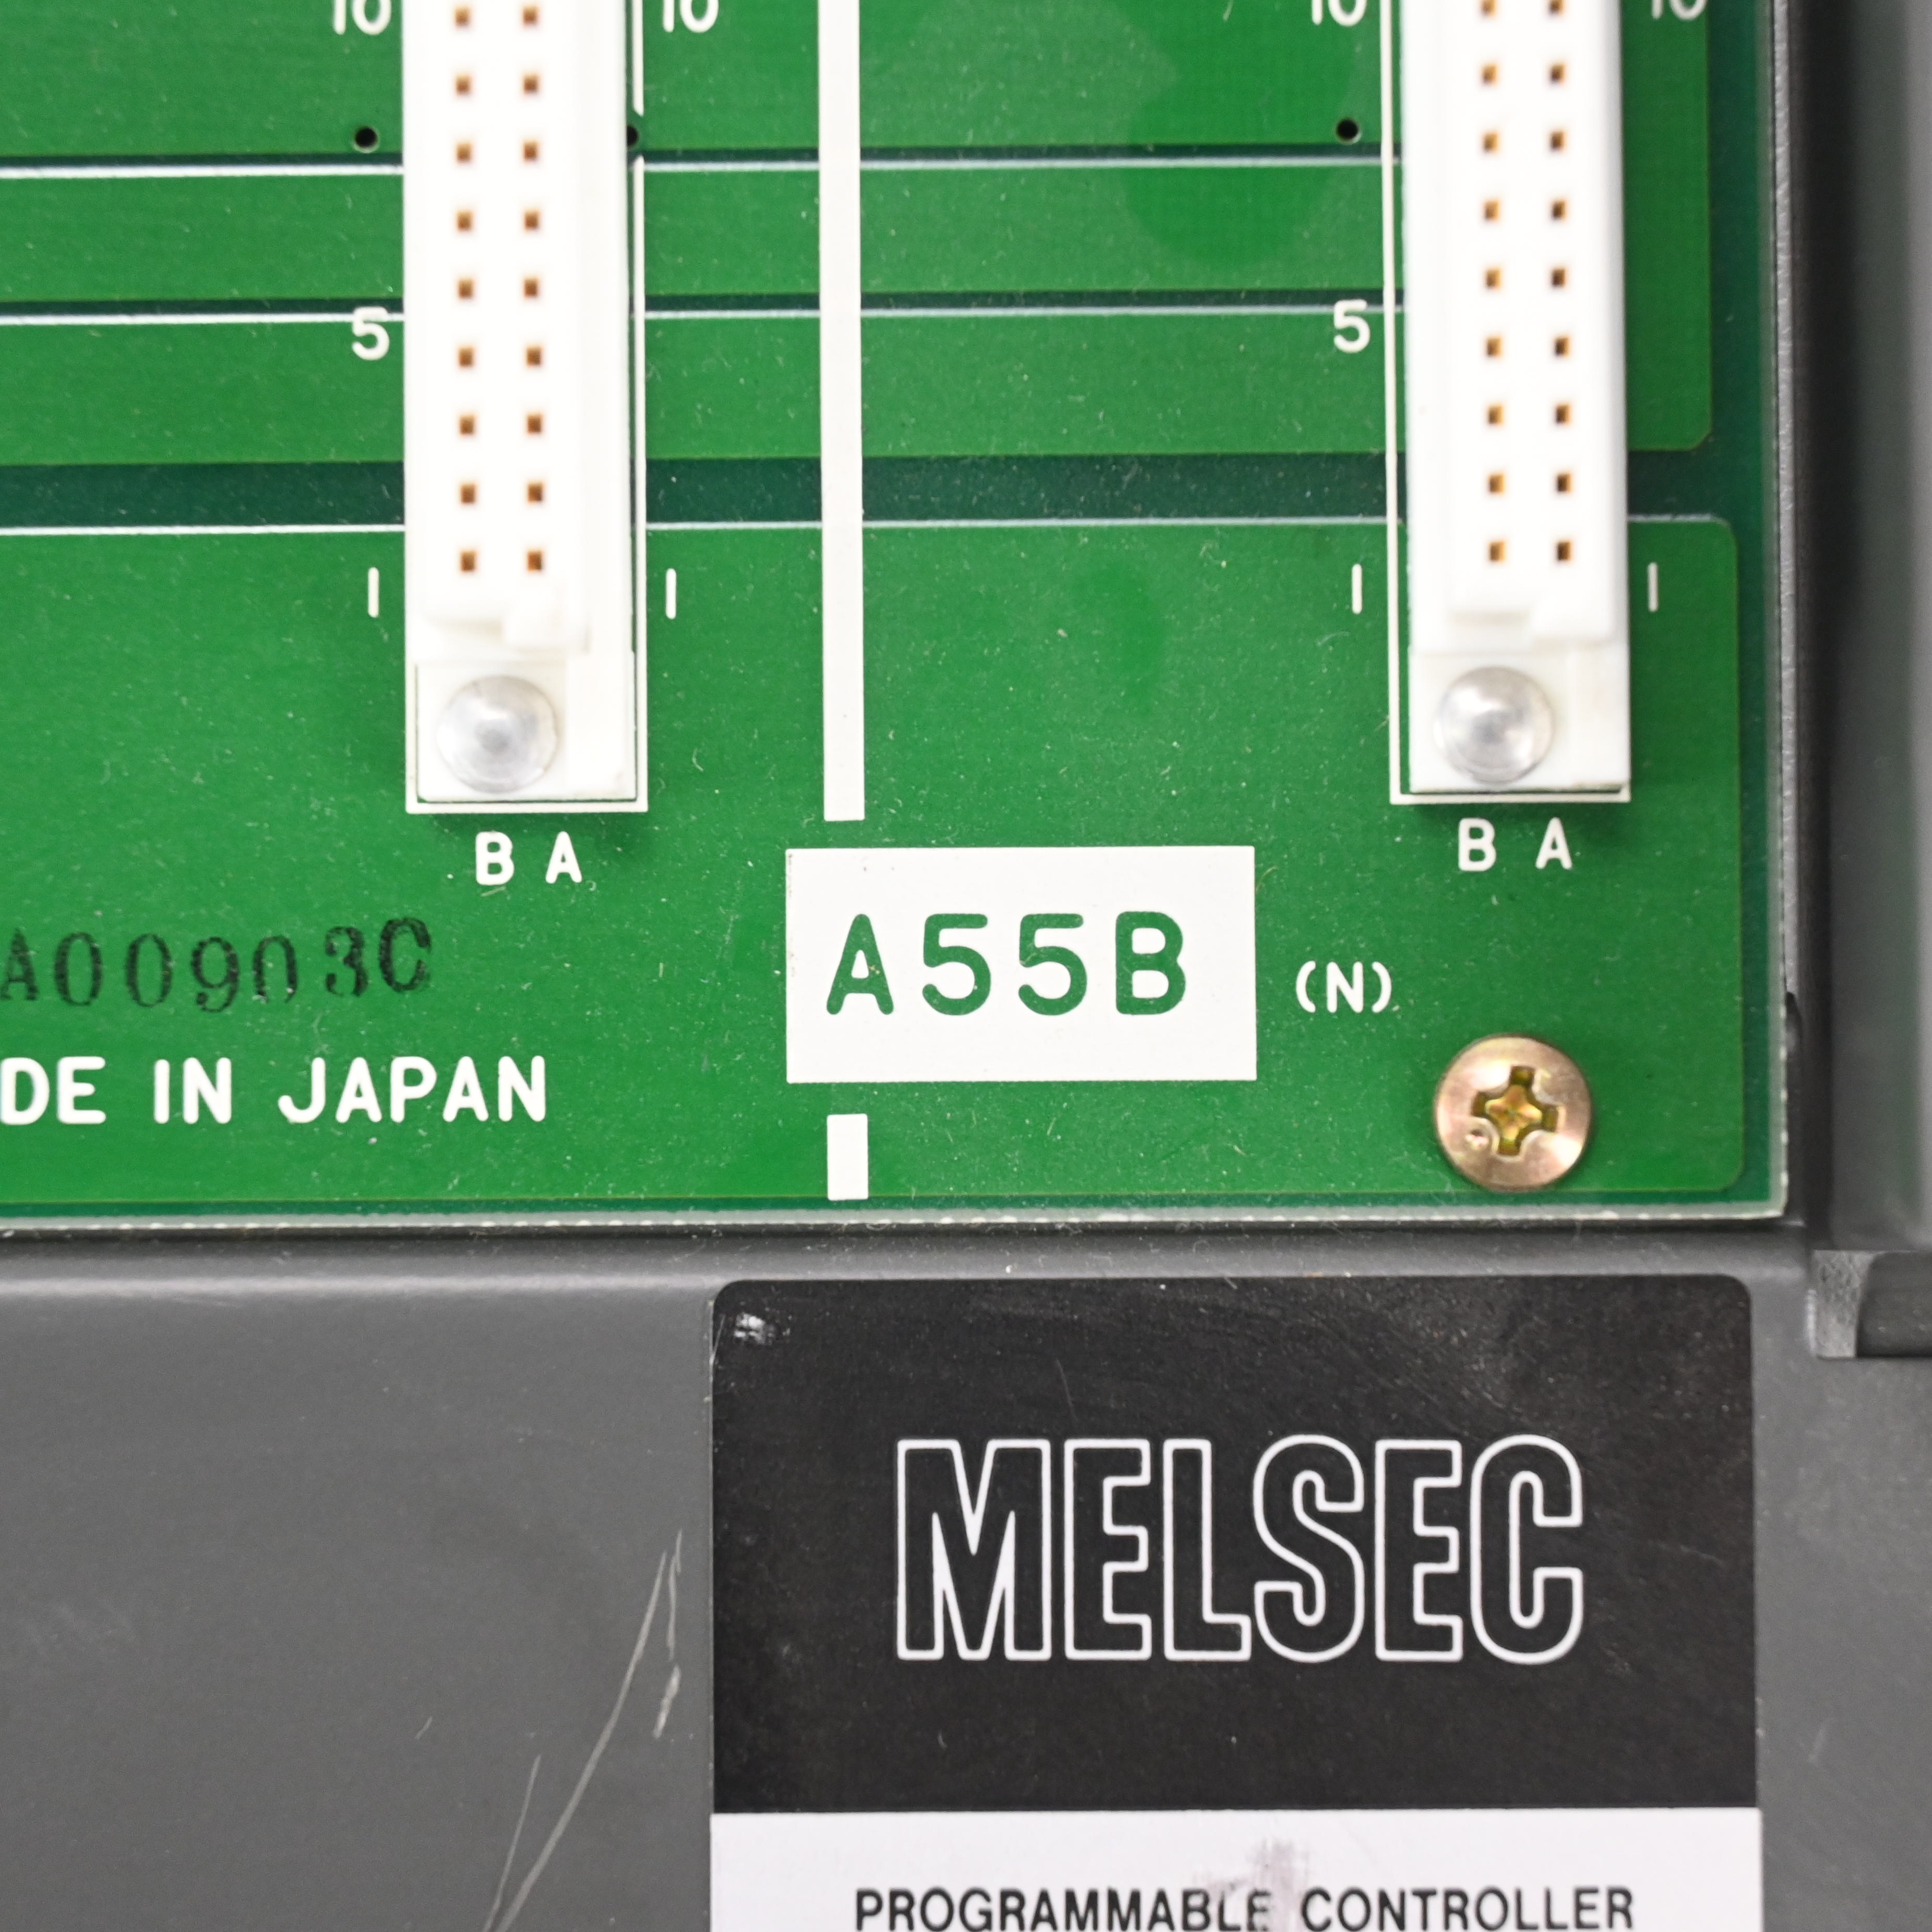 10 10 10 10
5 5
1 1 1 1
B A B A
A00903C A55B (N)
DE IN JAPAN
MELSEC
PROGRAMMABLE CONTROLLER